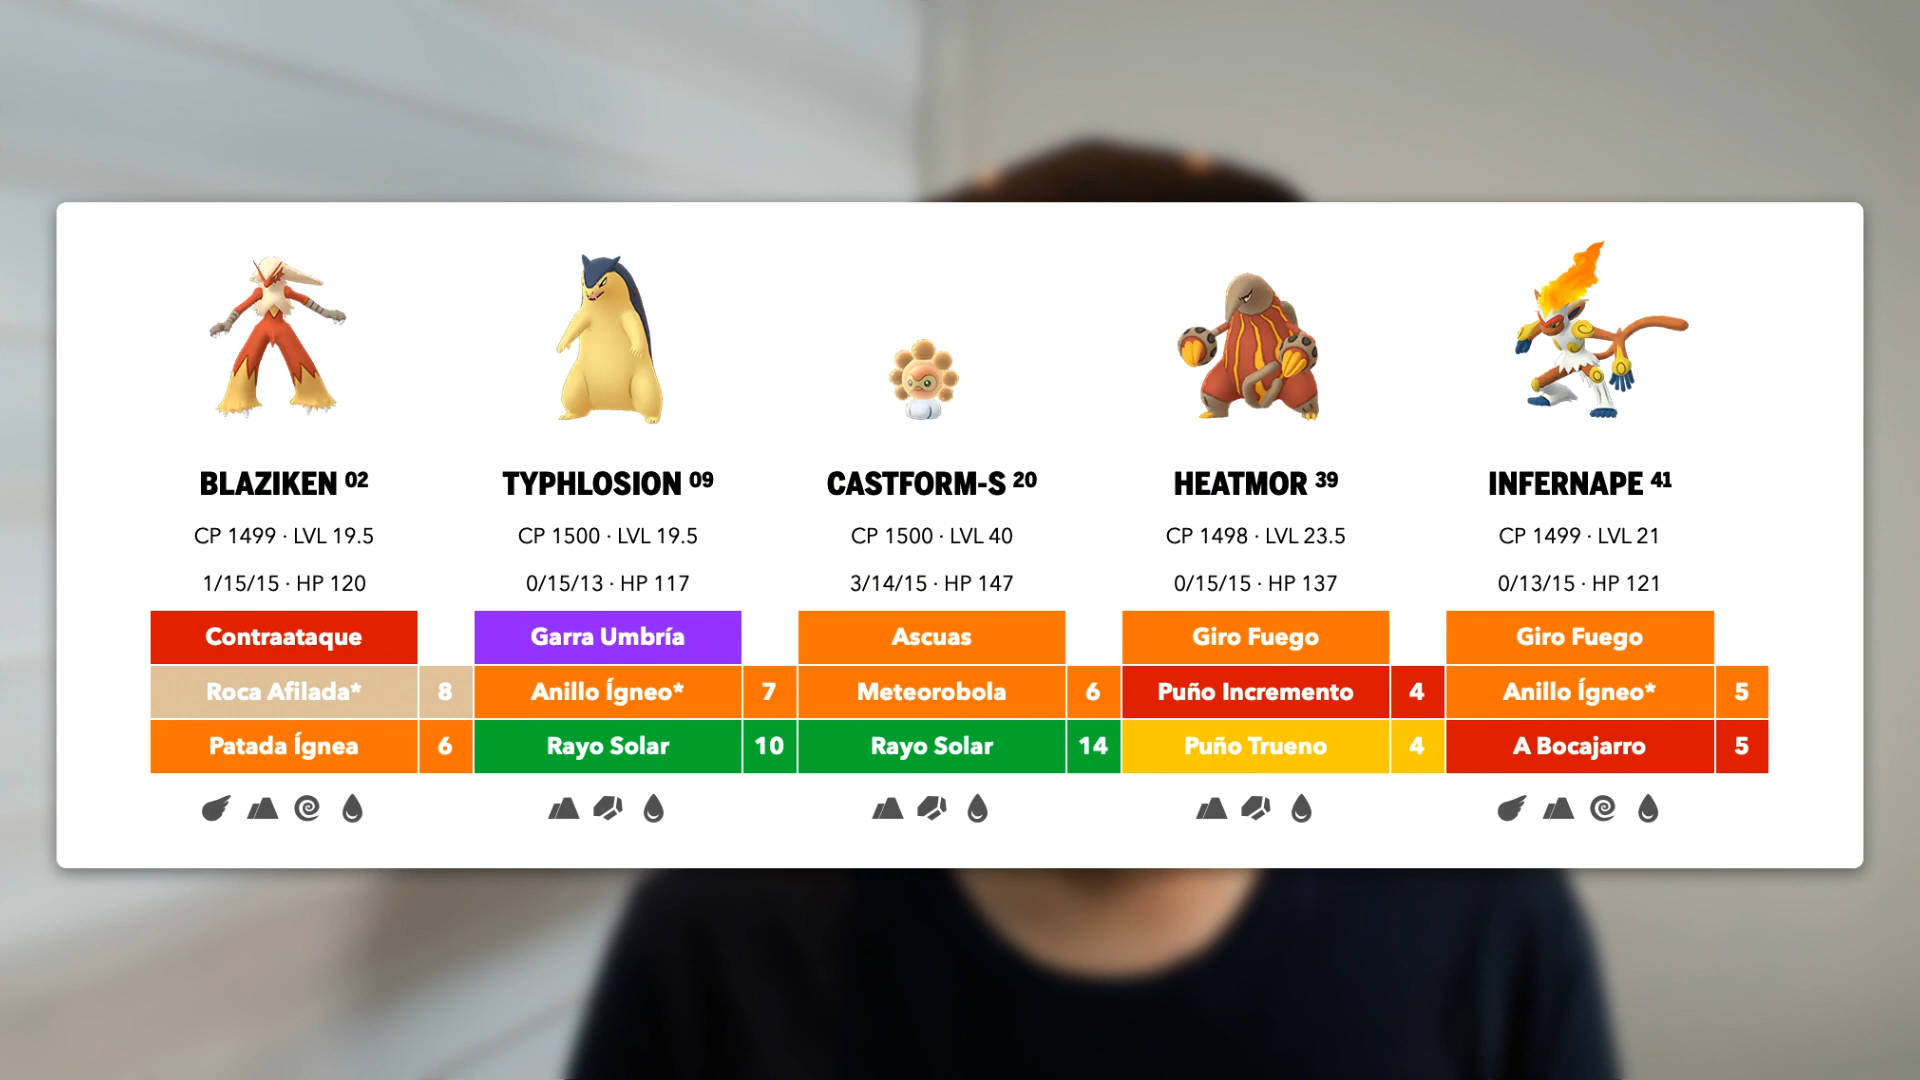 BLAZIKEN 02
CP 1499 · LVL 19.5
1/15/15 · HP 120
Contraataque
Roca Afilada* 8
Patada Ígnea 6
TYPHLOSION 09
CP 1500 · LVL 19.5
0/15/13 · HP 117
Garra Umbría
Anillo Ígneo* 7
Rayo Solar 10
CASTFORM-S 20
CP 1500 · LVL 40
3/14/15 · HP 147
Ascuas
Meteorobola 6
Rayo Solar 14
HEATMOR 39
CP 1498 · LVL 23.5
0/15/15 · HP 137
Giro Fuego
Puño Incremento 4
Puño Trueno 4
INFERNAPE 41
CP 1499 · LVL 21
0/13/15 · HP 121
Giro Fuego
Anillo Ígneo* 5
A Bocajarro 5